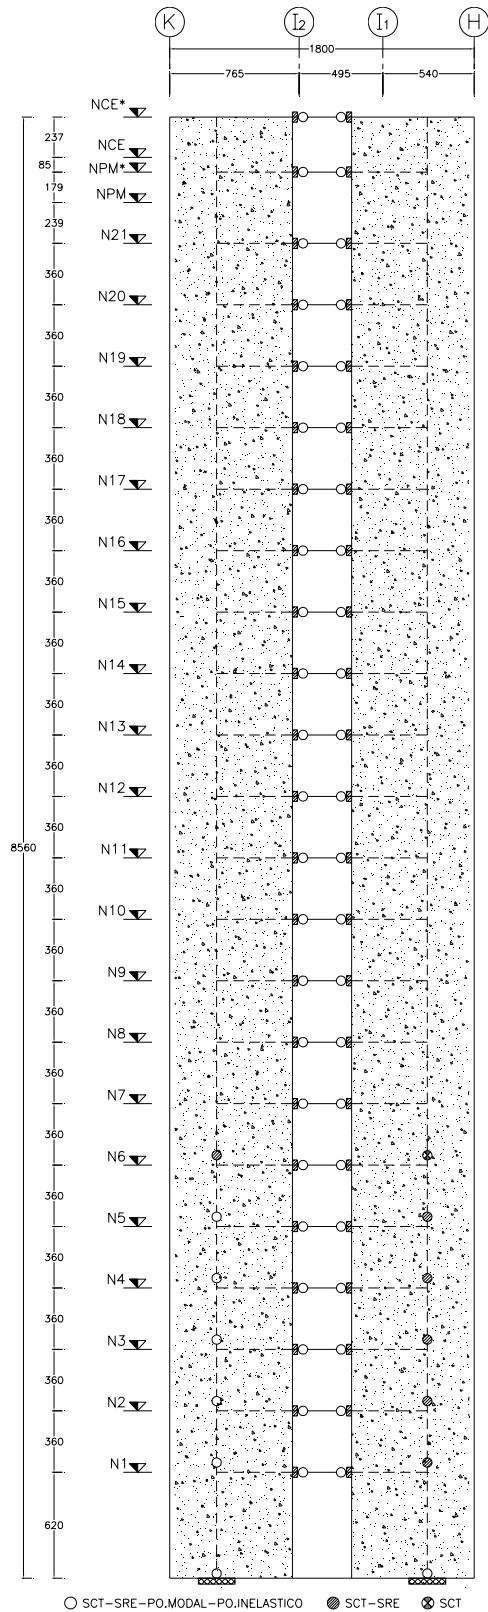 K I2 I1 H
1800
765 495 540
NCE*
237
NCE
85
NPM*
179
NPM
239
N21
360
N20
360
N19
360
N18
360
N17
360
N16
360
N15
360
N14
360
N13
360
N12
360
N11
8560
360
N10
360
N9
360
N8
360
N7
360
N6
360
N5
360
N4
360
N3
360
N2
360
N1
620
SCT-SRE-PO.MODAL-PO.INELASTICO SCT-SRE SCT